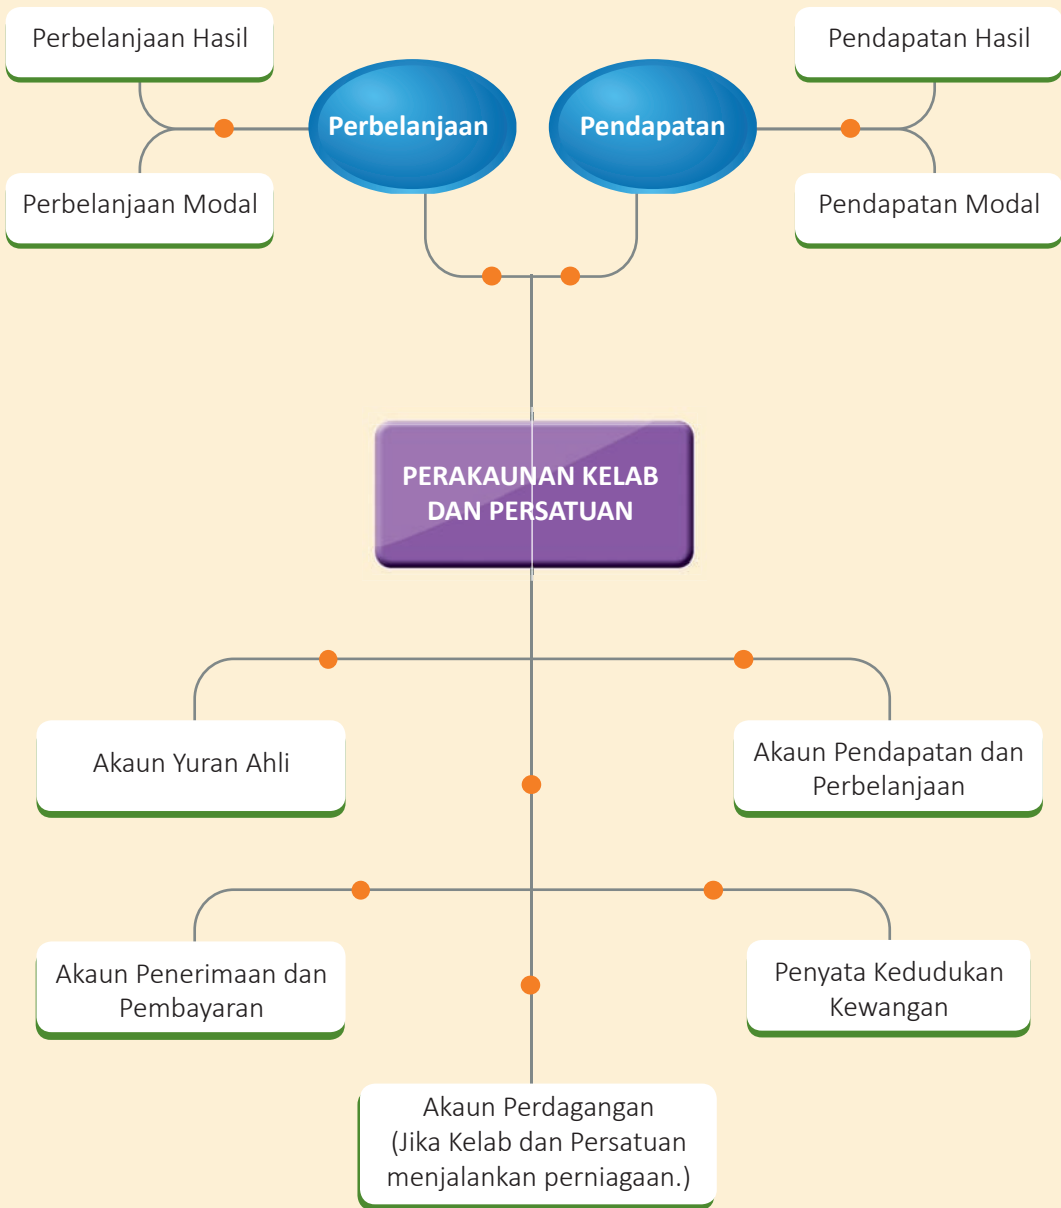 Perbelanjaan Hasil
Pendapatan Hasil
Perbelanjaan
Pendapatan
Perbelanjaan Modal
Pendapatan Modal
PERAKAUNAN KELAB
DAN PERSATUAN
Akaun Yuran Ahli
Akaun Pendapatan dan
Perbelanjaan
Akaun Penerimaan dan
Pembayaran
Penyata Kedudukan
Kewangan
Akaun Perdagangan
(Jika Kelab dan Persatuan
menjalankan perniagaan.)